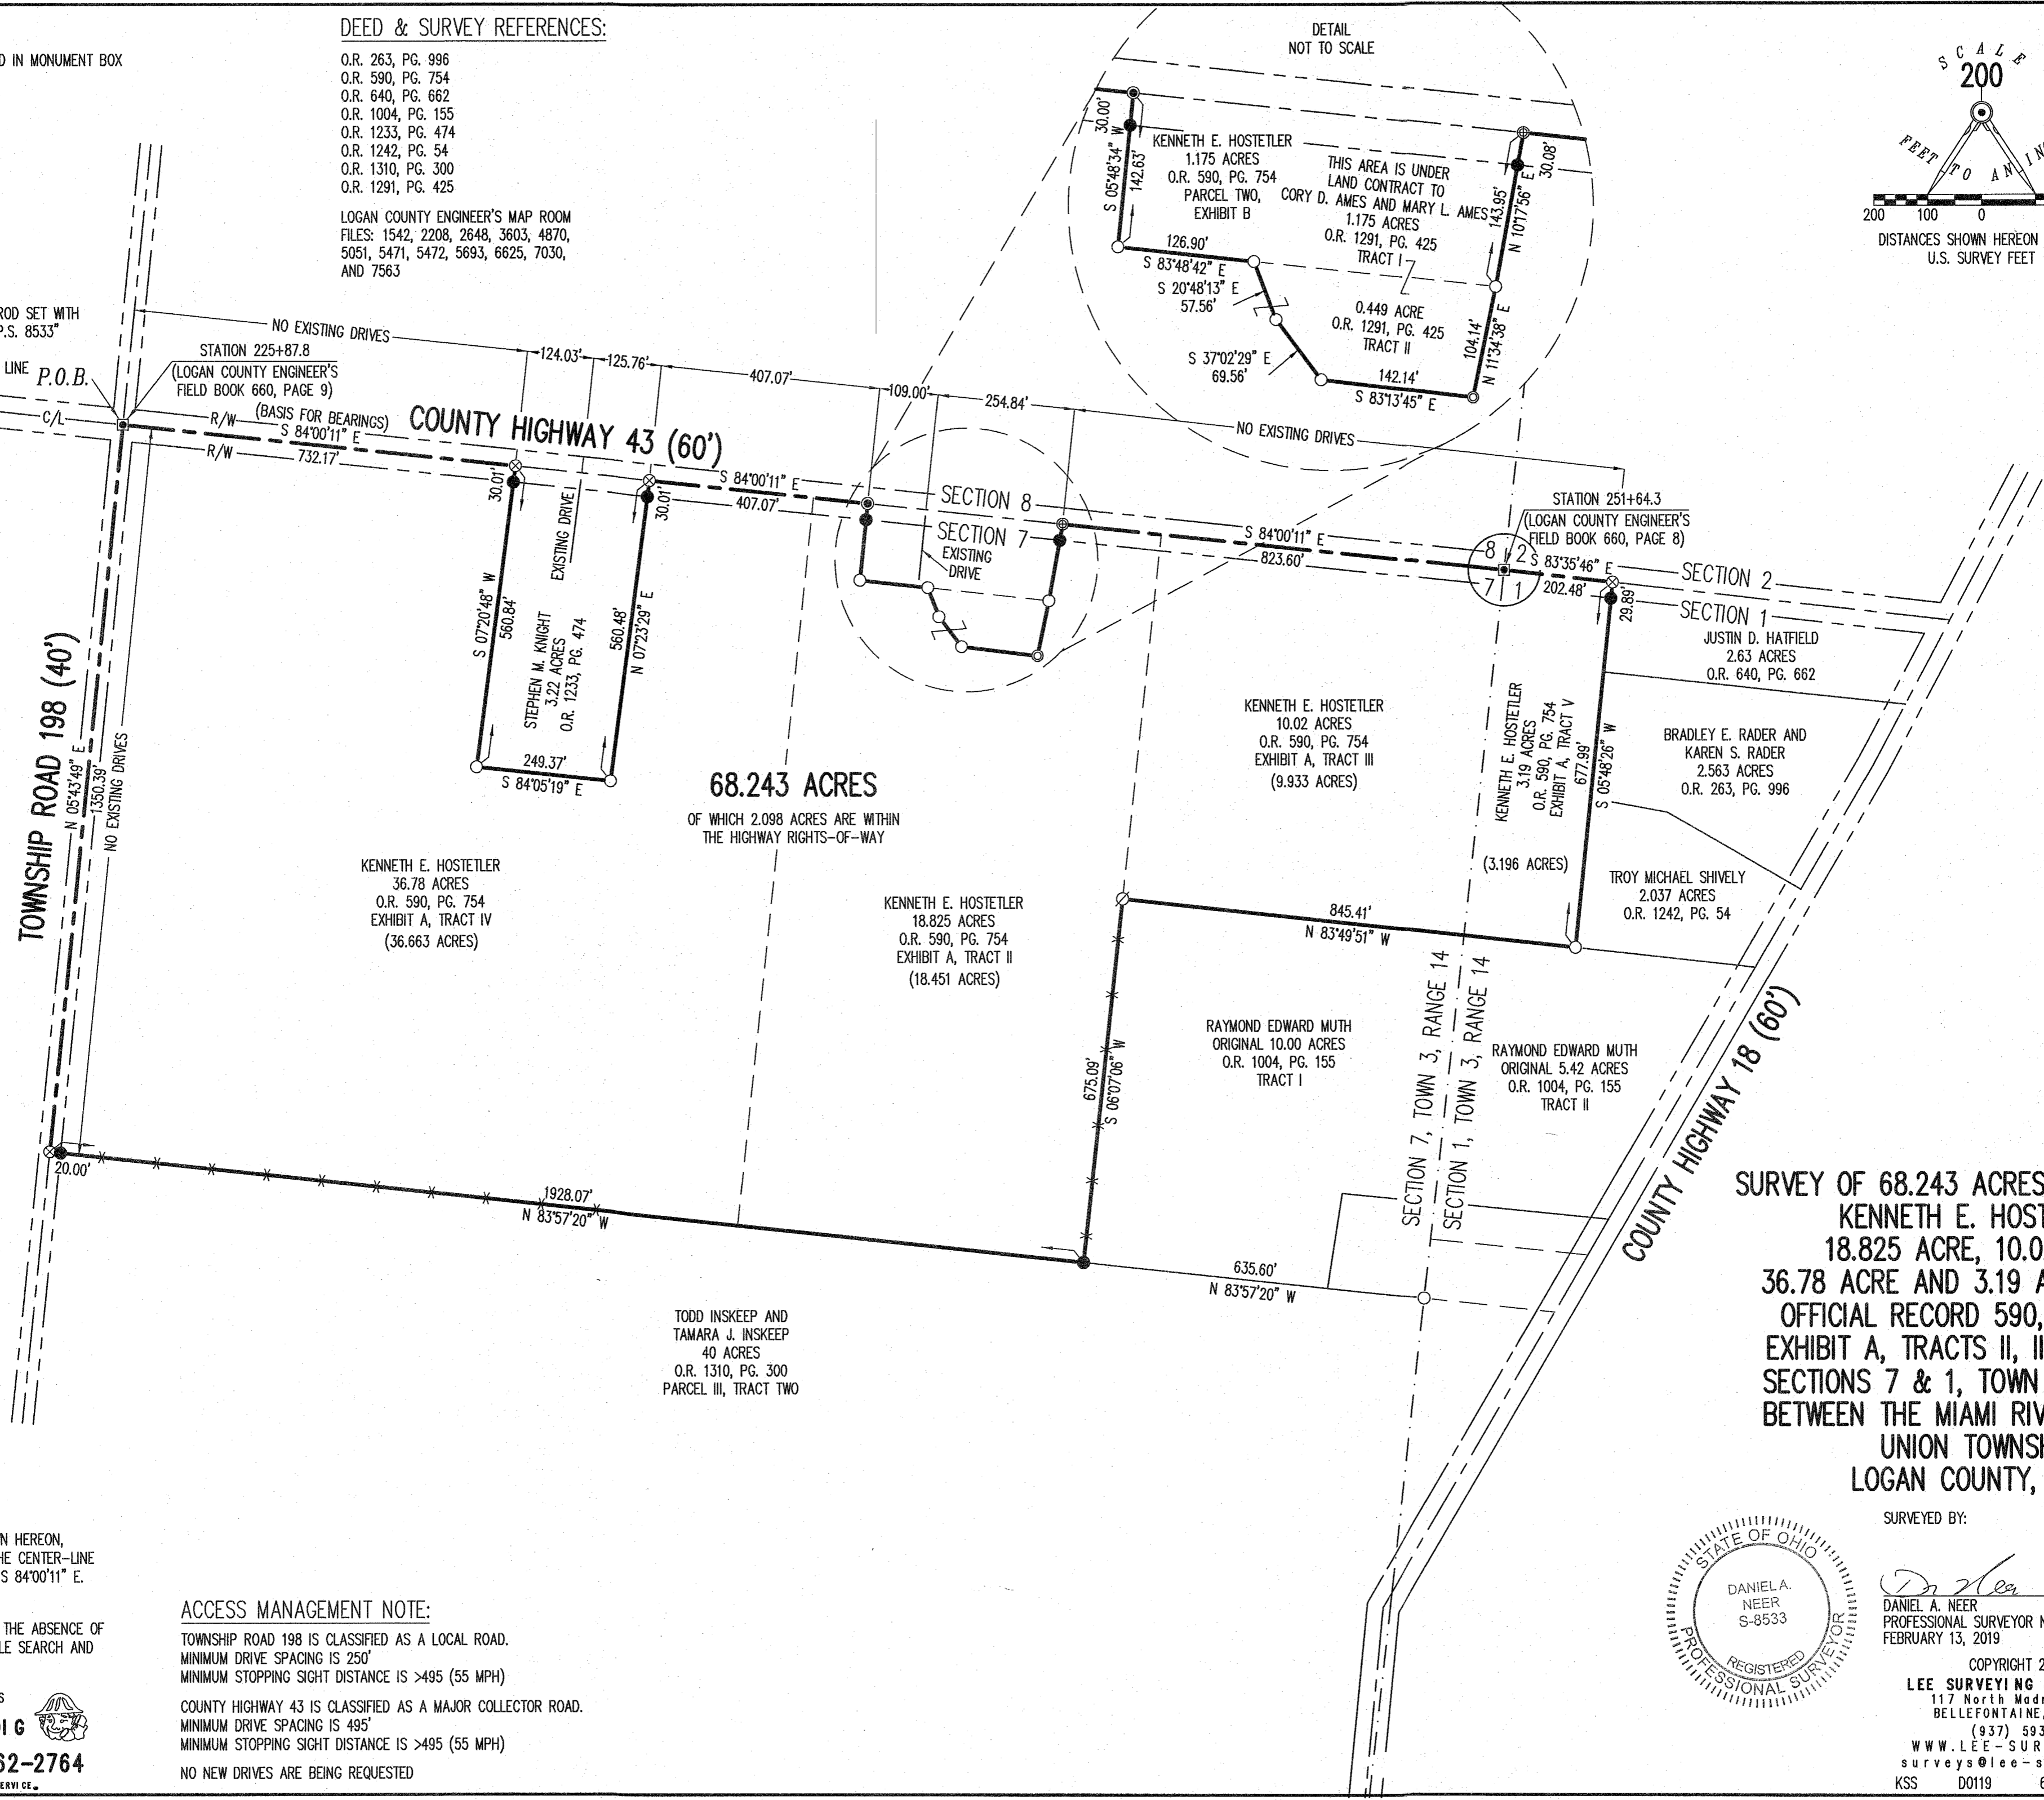 DEED & SURVEY REFERENCES:
O.R. 263, PG. 996
O.R. 590, PG. 754
O.R. 640, PG. 662
O.R. 1004, PG. 155
O.R. 1233, PG. 474
O.R. 1242, PG. 54
O.R. 1310, PG. 300
O.R. 1291, PG. 425
LOGAN COUNTY ENGINEER'S MAP ROOM
FILES: 1542, 2208, 2648, 3603, 4870,
5051, 5471, 5472, 5693, 6625, 7030,
AND 7563
D IN MONUMENT BOX
ROD SET WITH
P.S. 8533"
LINE
P.O.B.
C/L
STATION 225+87.8
(LOGAN COUNTY ENGINEER'S
FIELD BOOK 660, PAGE 9)
(BASIS FOR BEARINGS)
R/W
S 84°00'11" E
R/W
732.17'
NO EXISTING DRIVES
124.03'
125.76'
407.07'
109.00'
254.84'
NO EXISTING DRIVES
COUNTY HIGHWAY 43 (60')
S 84°00'11" E
407.07'
SECTION 8
SECTION 7
EXISTING
DRIVE
S 84°00'11" E
823.60'
DETAIL
NOT TO SCALE
30.00'
S 05°48'34" W
142.63'
KENNETH E. HOSTETLER
1.175 ACRES
O.R. 590, PG. 754
PARCEL TWO,
EXHIBIT B
THIS AREA IS UNDER
LAND CONTRACT TO
CORY D. AMES AND MARY L. AMES
1.175 ACRES
O.R. 1291, PG. 425
TRACT I
30.08'
143.95'
N 10°17'56" E
126.90'
S 83°48'42" E
S 20°48'13" E
57.56'
0.449 ACRE
O.R. 1291, PG. 425
TRACT II
S 37°02'29" E
69.56'
104.14'
N 11°34'38" E
142.14'
S 83°13'45" E
SCALE
200
FEET TO AN IN
200 100 0
DISTANCES SHOWN HEREON
U.S. SURVEY FEET
STATION 251+64.3
(LOGAN COUNTY ENGINEER'S
FIELD BOOK 660, PAGE 8)
8 2
7 1
S 83°35'46" E
202.48'
SECTION 2
SECTION 1
29.89'
JUSTIN D. HATFIELD
2.63 ACRES
O.R. 640, PG. 662
BRADLEY E. RADER AND
KAREN S. RADER
2.563 ACRES
O.R. 263, PG. 996
TROY MICHAEL SHIVELY
2.037 ACRES
O.R. 1242, PG. 54
TOWNSHIP ROAD 198 (40')
N 05°43'49" E
1350.39'
NO EXISTING DRIVES
30.01'
S 07°20'48" W
560.84'
EXISTING DRIVE
STEPHEN M. KNIGHT
3.22 ACRES
O.R. 1233, PG. 474
30.01'
560.48'
N 07°23'29" E
249.37'
S 84°05'19" E
68.243 ACRES
OF WHICH 2.098 ACRES ARE WITHIN
THE HIGHWAY RIGHTS-OF-WAY
KENNETH E. HOSTETLER
36.78 ACRES
O.R. 590, PG. 754
EXHIBIT A, TRACT IV
(36.663 ACRES)
KENNETH E. HOSTETLER
18.825 ACRES
O.R. 590, PG. 754
EXHIBIT A, TRACT II
(18.451 ACRES)
KENNETH E. HOSTETLER
10.02 ACRES
O.R. 590, PG. 754
EXHIBIT A, TRACT III
(9.933 ACRES)
KENNETH E. HOSTETLER
3.19 ACRES
O.R. 590, PG. 754
EXHIBIT A, TRACT V
(3.196 ACRES)
677.99'
S 05°48'26" W
845.41'
N 83°49'51" W
675.09'
S 06°07'06" W
RAYMOND EDWARD MUTH
ORIGINAL 10.00 ACRES
O.R. 1004, PG. 155
TRACT I
RAYMOND EDWARD MUTH
ORIGINAL 5.42 ACRES
O.R. 1004, PG. 155
TRACT II
SECTION 7, TOWN 3, RANGE 14
SECTION 1, TOWN 3, RANGE 14
COUNTY HIGHWAY 18 (60')
20.00'
1928.07'
N 83°57'20" W
635.60'
N 83°57'20" W
TODD INSKEEP AND
TAMARA J. INSKEEP
40 ACRES
O.R. 1310, PG. 300
PARCEL III, TRACT TWO
SURVEY OF 68.243 ACRES
KENNETH E. HOST
18.825 ACRE, 10.0
36.78 ACRE AND 3.19 A
OFFICIAL RECORD 590,
EXHIBIT A, TRACTS II, II
SECTIONS 7 & 1, TOWN
BETWEEN THE MIAMI RIV
UNION TOWNSH
LOGAN COUNTY,
SURVEYED BY:
STATE OF OHIO
DANIEL A.
NEER
S-8533
REGISTERED
PROFESSIONAL SURVEYOR
DANIEL A. NEER
PROFESSIONAL SURVEYOR N
FEBRUARY 13, 2019
COPYRIGHT 2
LEE SURVEYING
117 North Madr
BELLEFONTAINE,
(937) 593
WWW.LEE-SUR
surveys@lee-s
KSS D0119 6
N HEREON,
HE CENTER-LINE
S 84°00'11" E.
THE ABSENCE OF
LE SEARCH AND
S
DIG
62-2764
ERVICE.
ACCESS MANAGEMENT NOTE:
TOWNSHIP ROAD 198 IS CLASSIFIED AS A LOCAL ROAD.
MINIMUM DRIVE SPACING IS 250'
MINIMUM STOPPING SIGHT DISTANCE IS >495 (55 MPH)
COUNTY HIGHWAY 43 IS CLASSIFIED AS A MAJOR COLLECTOR ROAD.
MINIMUM DRIVE SPACING IS 495'
MINIMUM STOPPING SIGHT DISTANCE IS >495 (55 MPH)
NO NEW DRIVES ARE BEING REQUESTED